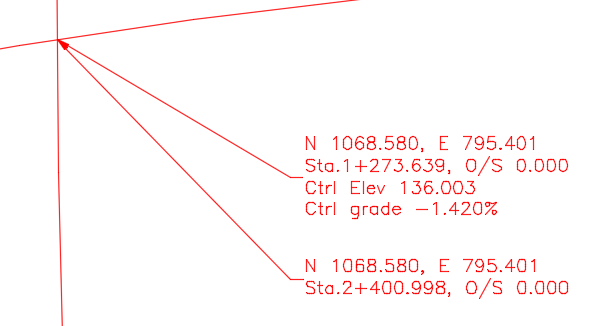 N 1068.580, E 795.401
Sta.1+273.639, O/S 0.000
Ctrl Elev 136.003
Ctrl grade -1.420%
N 1068.580, E 795.401
Sta.2+400.998, O/S 0.000